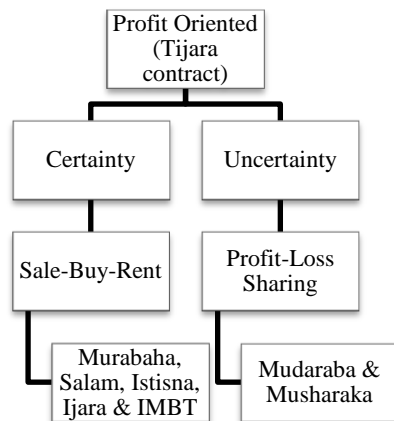 Profit Oriented
(Tijara
contract)
Certainty
Uncertainty
Sale-Buy-Rent
Profit-Loss
Sharing
Murabaha,
Salam, Istisna,
Ijara & IMBT
Mudaraba &
Musharaka